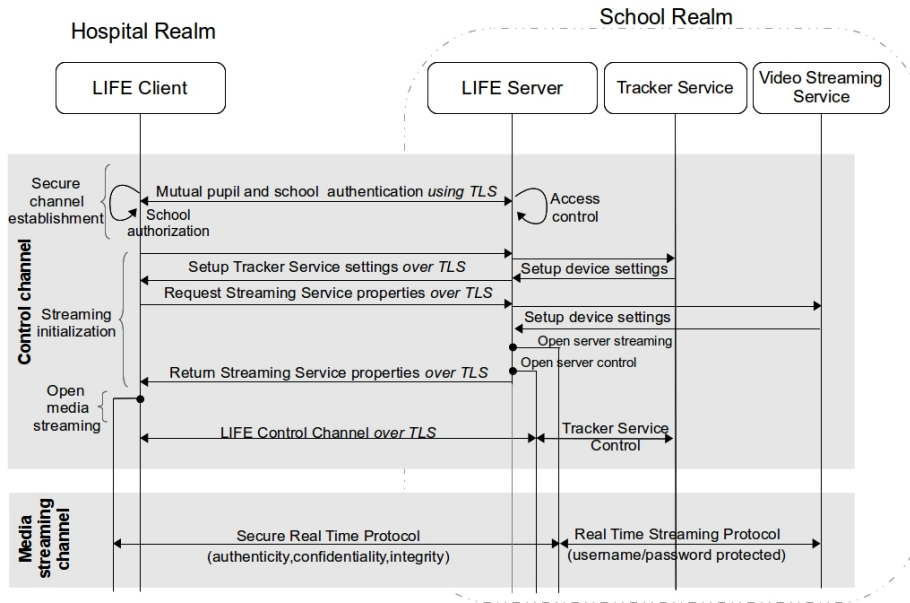 Hospital Realm
School Realm
LIFE Client
LIFE Server
Tracker Service
Video Streaming
Service
Control channel
Secure
channel
establishment
Mutual pupil and school authentication using TLS
School
authorization
Access
control
Streaming
initialization
Setup Tracker Service settings over TLS
Setup device settings
Request Streaming Service properties over TLS
Setup device settings
Open server streaming
Open server control
Return Streaming Service properties over TLS
Open
media
streaming
LIFE Control Channel over TLS
Tracker Service
Control
Media
streaming
channel
Secure Real Time Protocol
(authenticity,confidentiality,integrity)
Real Time Streaming Protocol
(username/password protected)